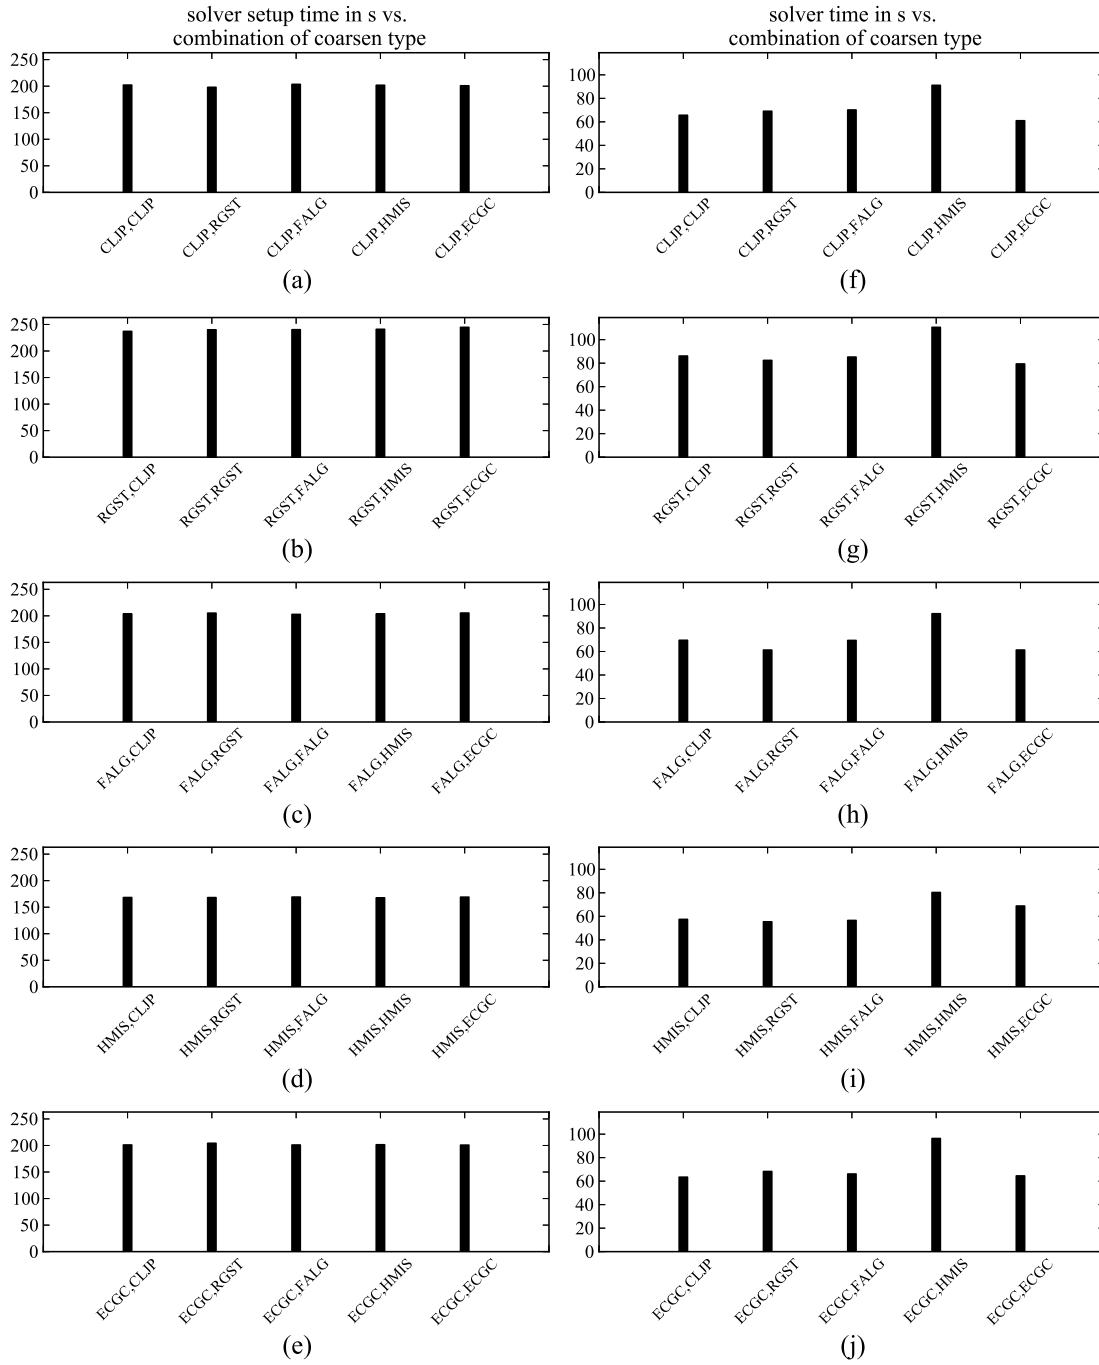 solver setup time in s vs.
combination of coarsen type
250
200
150
100
50
0
CLJP,CLJP
CLJP,RGST
CLJP,FALG
CLJP,HMIS
CLJP,ECGC
(a)
solver time in s vs.
combination of coarsen type
100
80
60
40
20
0
CLJP,CLJP
CLJP,RGST
CLJP,FALG
CLJP,HMIS
CLJP,ECGC
(f)
250
200
150
100
50
0
RGST,CLJP
RGST,RGST
RGST,FALG
RGST,HMIS
RGST,ECGC
(b)
100
80
60
40
20
0
RGST,CLJP
RGST,RGST
RGST,FALG
RGST,HMIS
RGST,ECGC
(g)
250
200
150
100
50
0
FALG,CLJP
FALG,RGST
FALG,FALG
FALG,HMIS
FALG,ECGC
(c)
100
80
60
40
20
0
FALG,CLJP
FALG,RGST
FALG,FALG
FALG,HMIS
FALG,ECGC
(h)
250
200
150
100
50
0
HMIS,CLJP
HMIS,RGST
HMIS,FALG
HMIS,HMIS
HMIS,ECGC
(d)
100
80
60
40
20
0
HMIS,CLJP
HMIS,RGST
HMIS,FALG
HMIS,HMIS
HMIS,ECGC
(i)
250
200
150
100
50
0
ECGC,CLJP
ECGC,RGST
ECGC,FALG
ECGC,HMIS
ECGC,ECGC
(e)
100
80
60
40
20
0
ECGC,CLJP
ECGC,RGST
ECGC,FALG
ECGC,HMIS
ECGC,ECGC
(j)